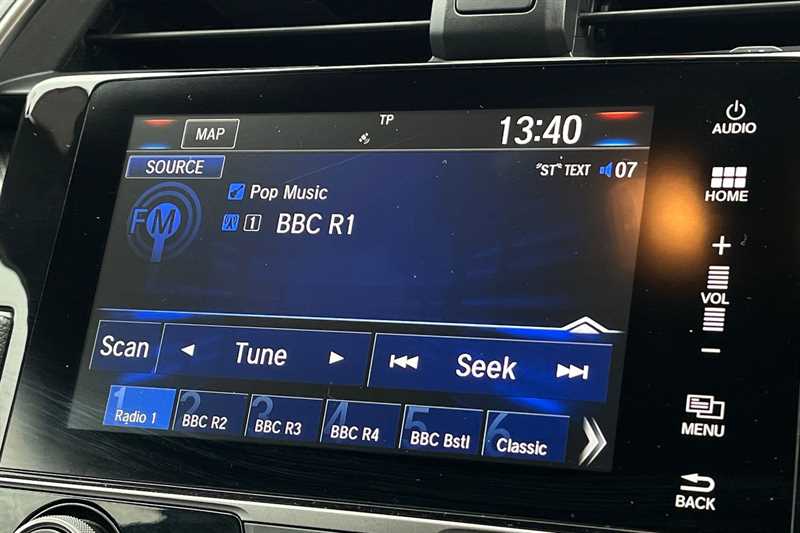 TP
MAP
13:40
SOURCE
"ST" TEXT 07
FM
Pop Music
1 BBC R1
Scan
Tune
Seek
1 Radio 1
2 BBC R2
3 BBC R3
4 BBC R4
5 BBC Bstl
6 Classic
AUDIO
HOME
+
VOL
−
MENU
BACK